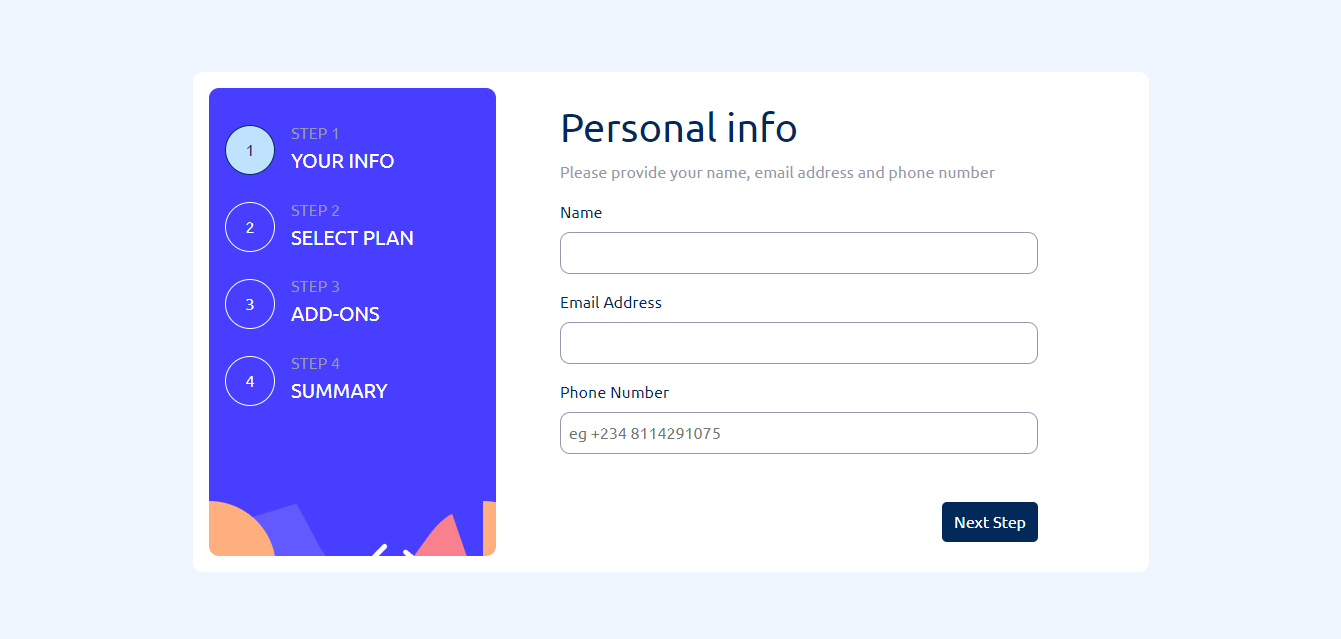 1
STEP 1
YOUR INFO
2
STEP 2
SELECT PLAN
3
STEP 3
ADD-ONS
4
STEP 4
SUMMARY
Personal info
Please provide your name, email address and phone number
Name
Email Address
Phone Number
eg +234 8114291075
Next Step